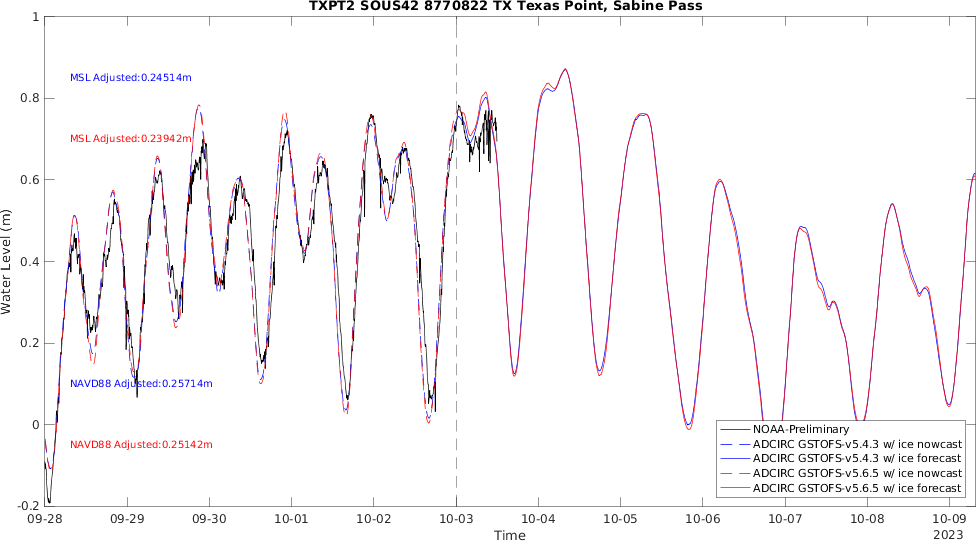 TXPT2 SOUS42 8770822 TX Texas Point, Sabine Pass
1
0.8
0.6
0.4
0.2
0
-0.2
Water Level (m)
MSL Adjusted:0.24514m
MSL Adjusted:0.23942m
NAVD88 Adjusted:0.25714m
NAVD88 Adjusted:0.25142m
NOAA-Preliminary
ADCIRC GSTOFS-v5.4.3 w/ ice nowcast
ADCIRC GSTOFS-v5.4.3 w/ ice forecast
ADCIRC GSTOFS-v5.6.5 w/ ice nowcast
ADCIRC GSTOFS-v5.6.5 w/ ice forecast
09-28 09-29 09-30 10-01 10-02 10-03 10-04 10-05 10-06 10-07 10-08 10-09
2023
Time